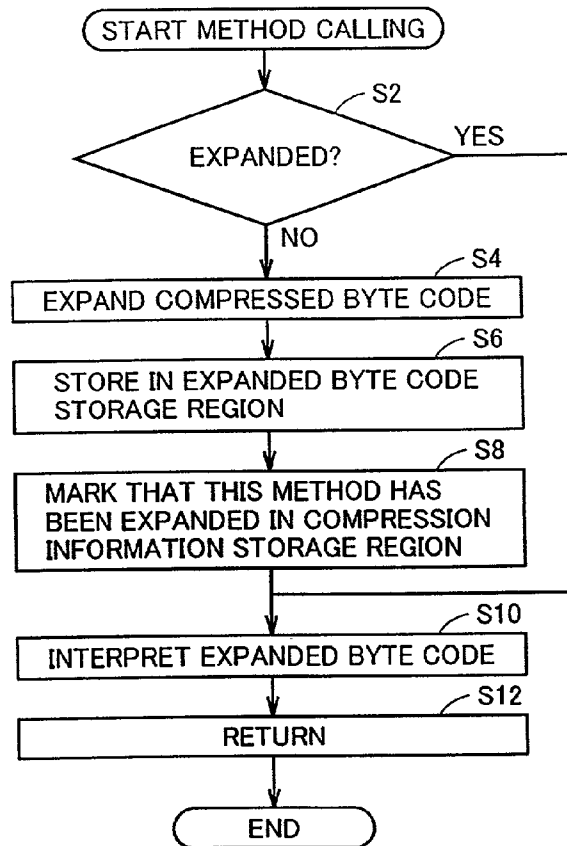 START METHOD CALLING
S2
EXPANDED?
YES
NO
S4
EXPAND COMPRESSED BYTE CODE
S6
STORE IN EXPANDED BYTE CODE
STORAGE REGION
S8
MARK THAT THIS METHOD HAS
BEEN EXPANDED IN COMPRESSION
INFORMATION STORAGE REGION
S10
INTERPRET EXPANDED BYTE CODE
S12
RETURN
END